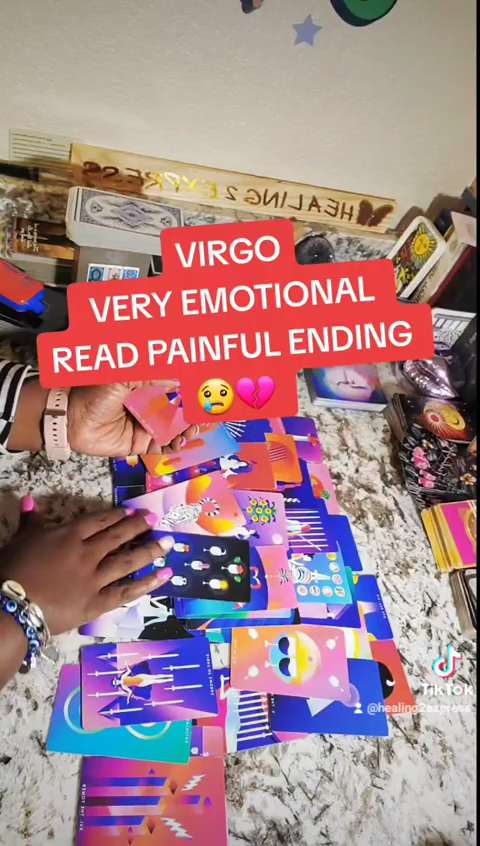 HEALING 2 EXPRESS
VIRGO
VERY EMOTIONAL
READ PAINFUL ENDING
😢💔
TikTok
@healing2express